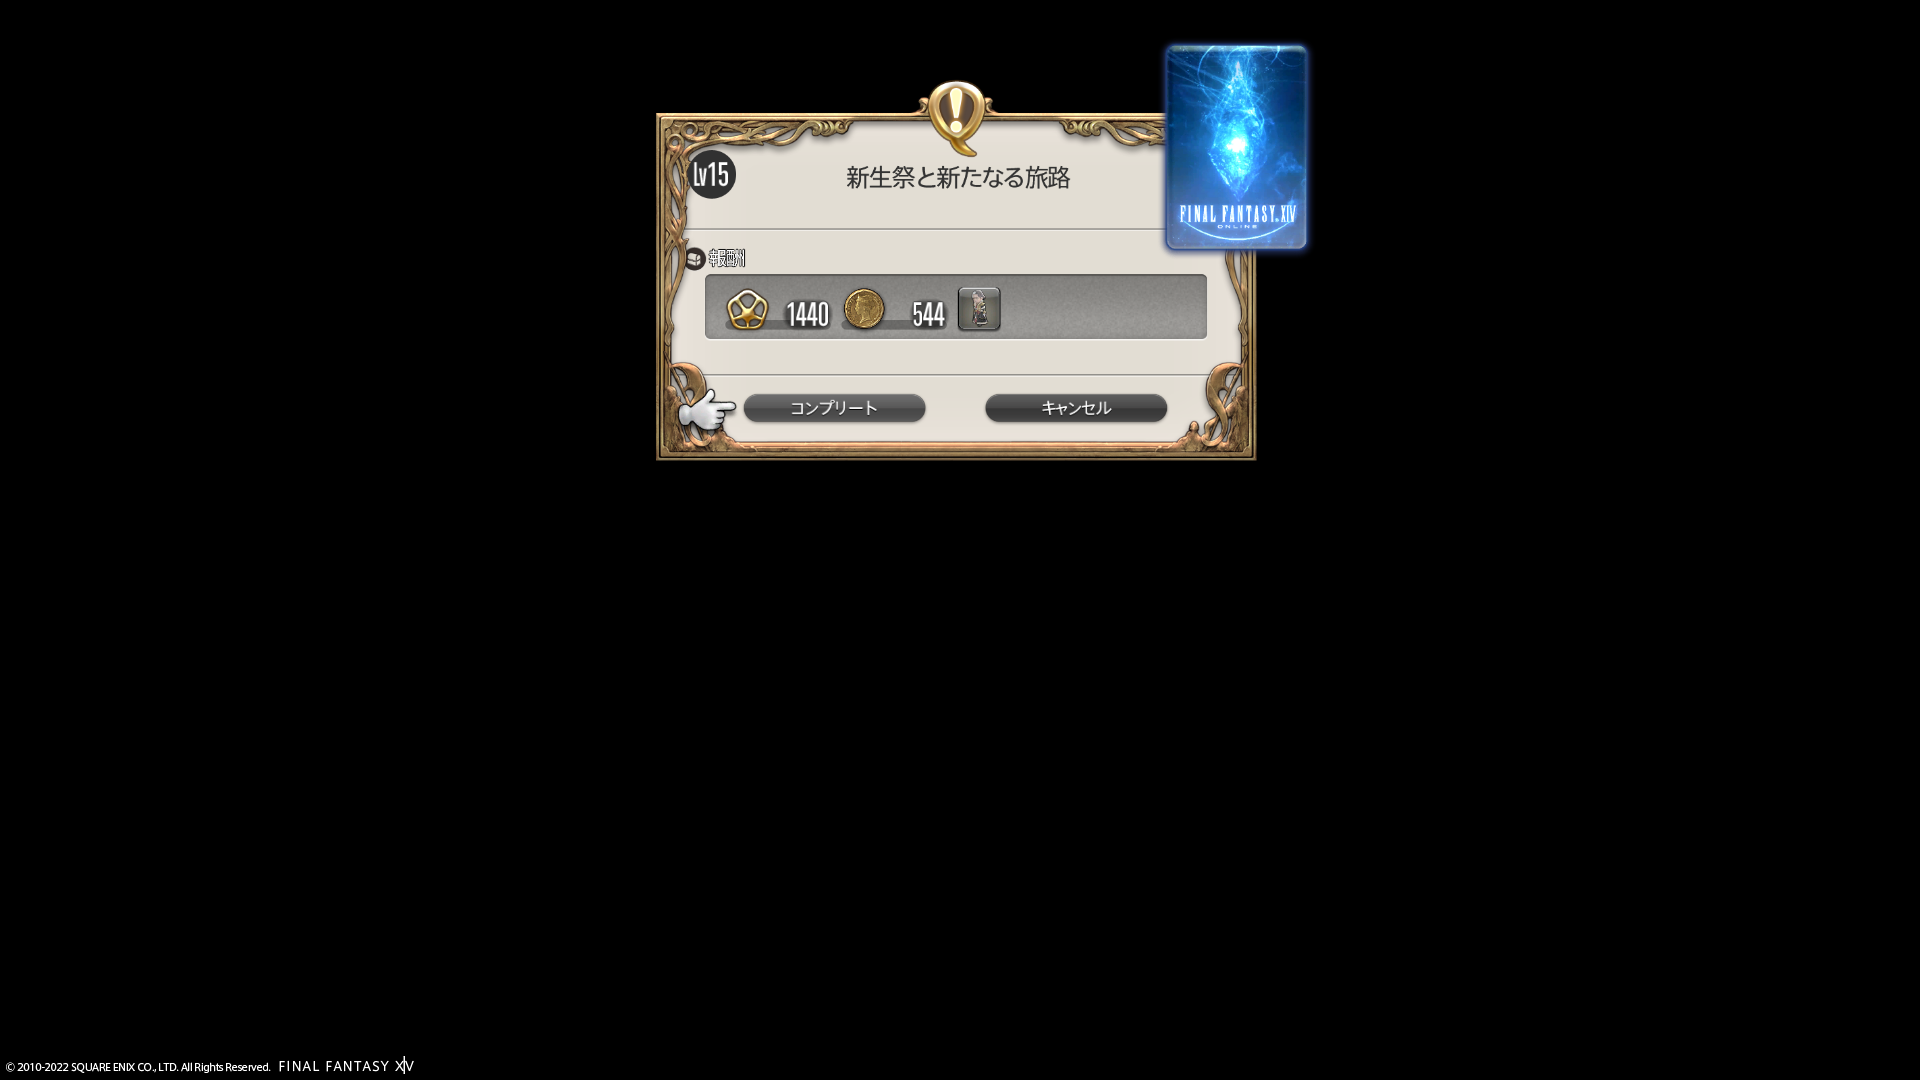 FINAL FANTASY XIV
ONLINE
Lv15
新生祭と新たなる旅路
報酬
1440
544
コンプリート
キャンセル
© 2010-2022 SQUARE ENIX CO., LTD. All Rights Reserved. FINAL FANTASY XIV